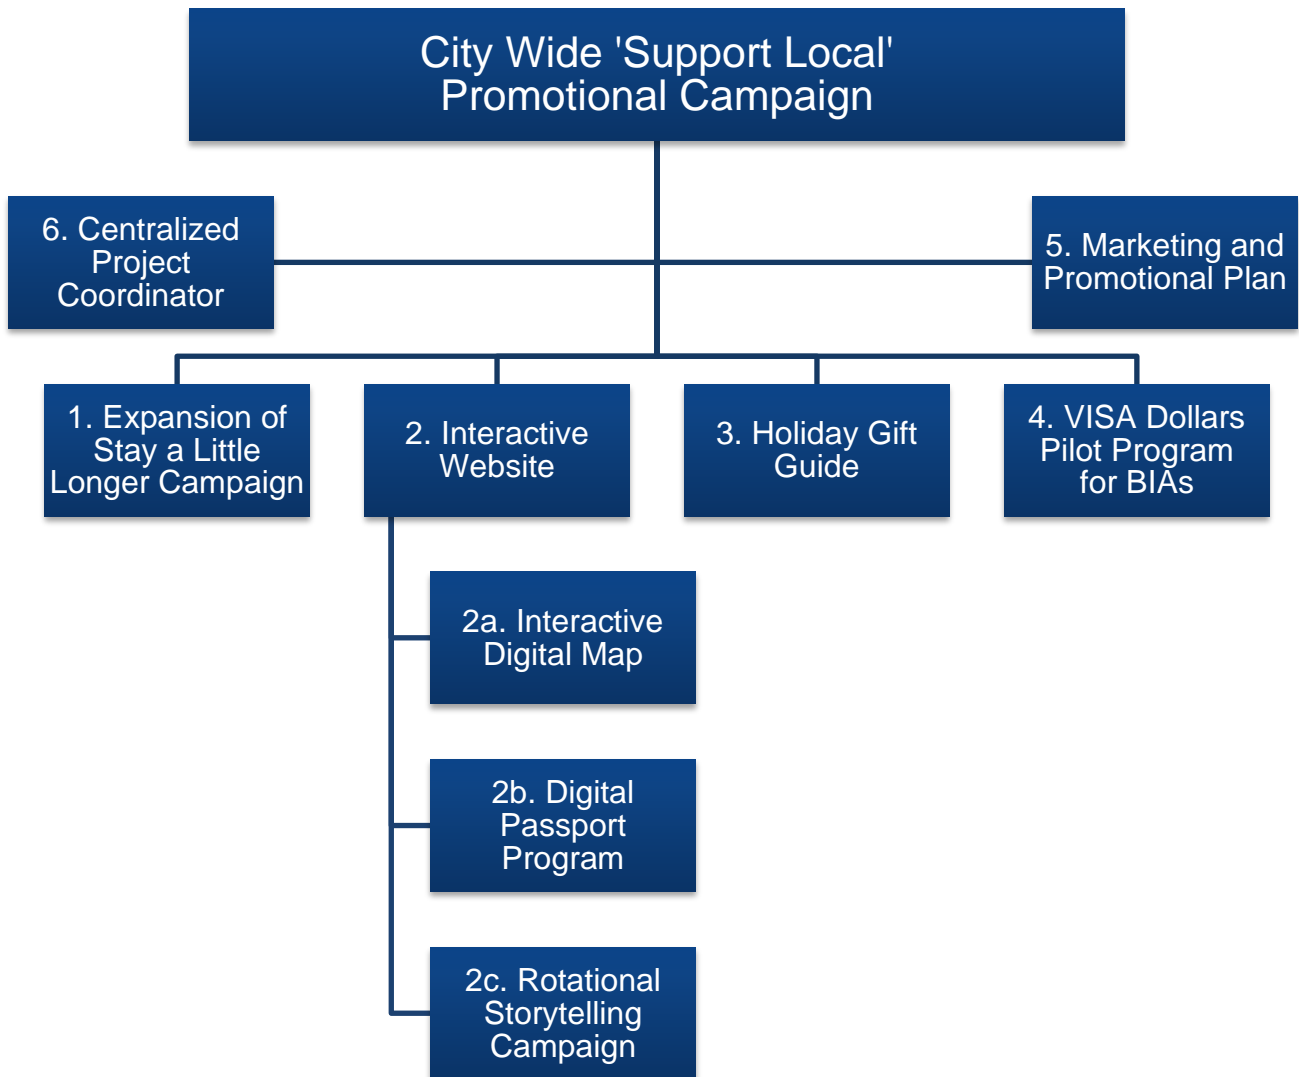 City Wide 'Support Local'
Promotional Campaign
6. Centralized
Project
Coordinator
5. Marketing and
Promotional Plan
1. Expansion of
Stay a Little
Longer Campaign
2. Interactive
Website
3. Holiday Gift
Guide
4. VISA Dollars
Pilot Program
for BIAs
2a. Interactive
Digital Map
2b. Digital
Passport
Program
2c. Rotational
Storytelling
Campaign